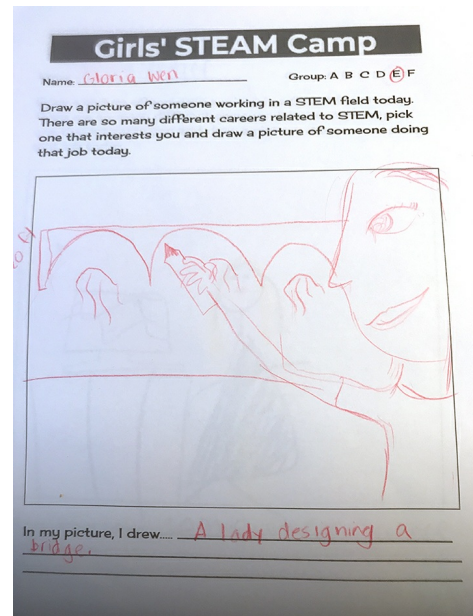 Girls' STEAM Camp
Name: Gloria Wen Group: A B C D E F
Draw a picture of someone working in a STEM field today.
There are so many different careers related to STEM, pick
one that interests you and draw a picture of someone doing
that job today.
In my picture, I drew..... A lady designing a
bridge.